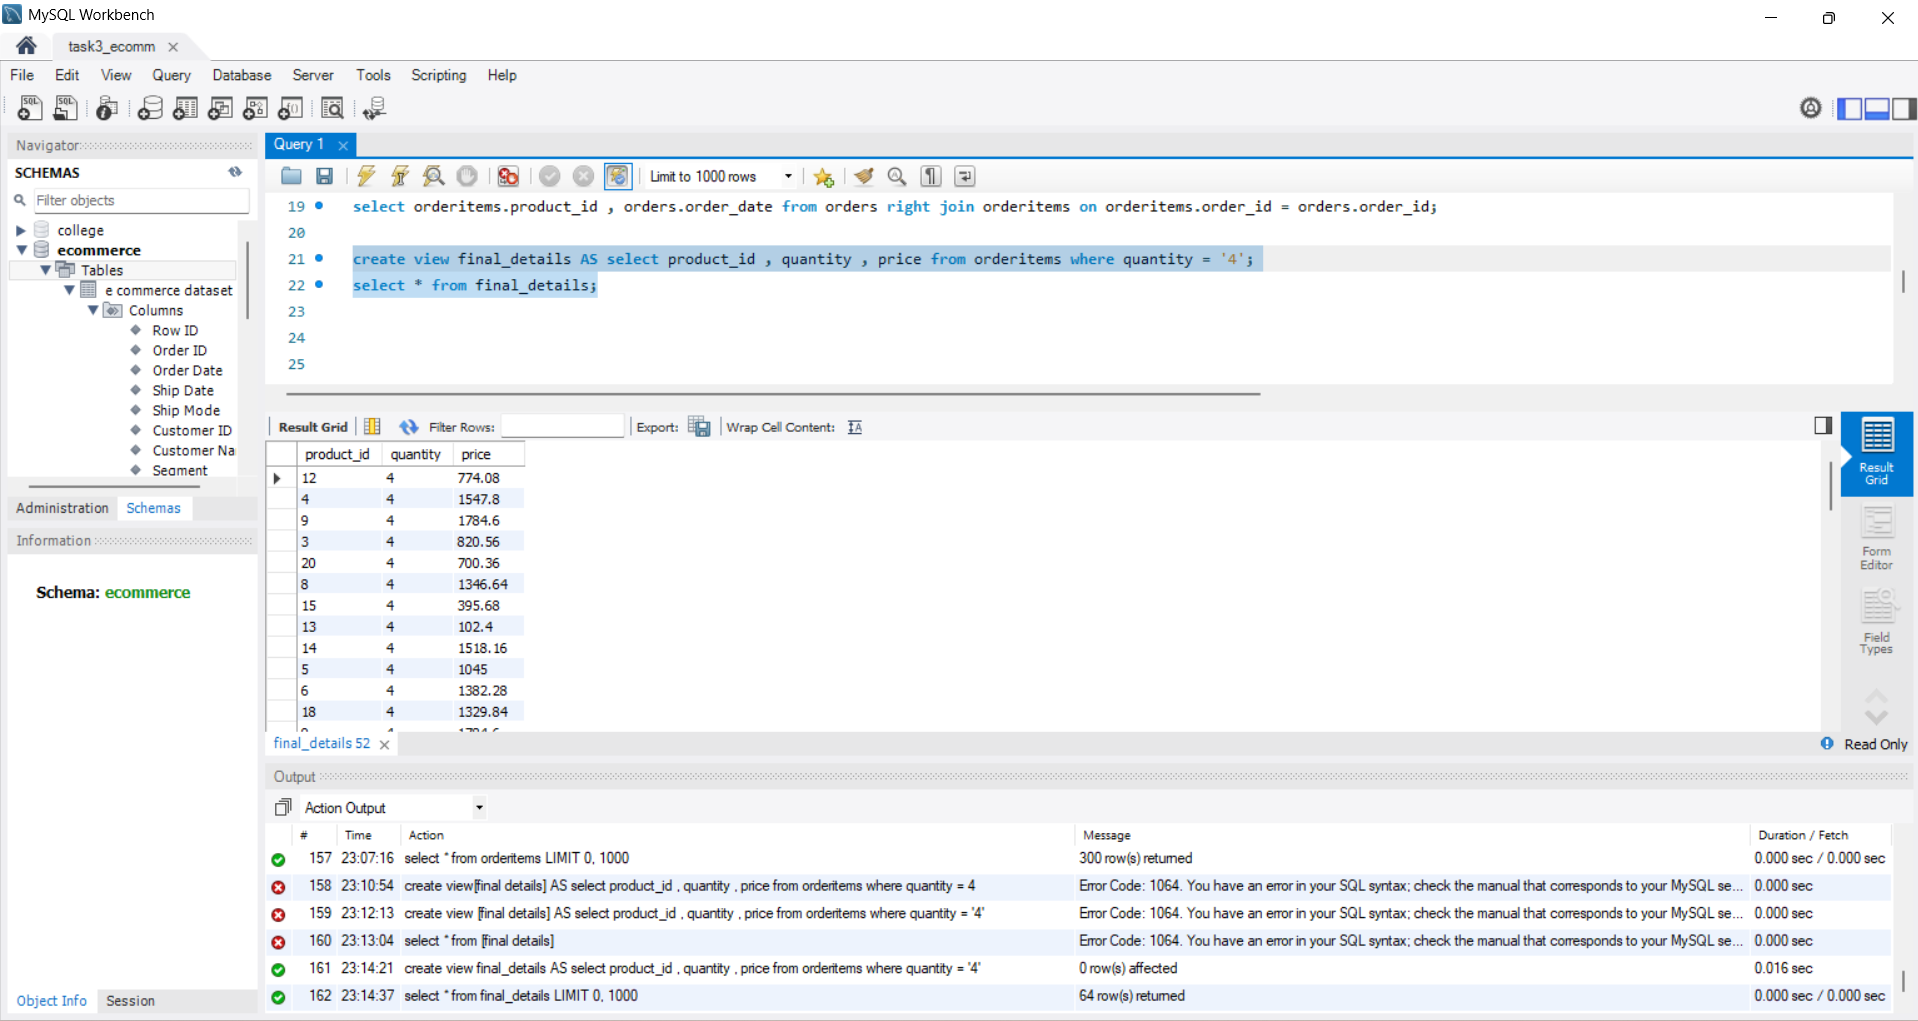 MySQL Workbench
task3_ecomm
File Edit View Query Database Server Tools Scripting Help
Navigator
SCHEMAS
Filter objects
college
ecommerce
Tables
e commerce dataset
Columns
Row ID
Order ID
Order Date
Ship Date
Ship Mode
Customer ID
Customer Na
Segment
Administration Schemas
Information
Schema: ecommerce
Object Info Session
Query 1
Limit to 1000 rows
19 select orderitems.product_id , orders.order_date from orders right join orderitems on orderitems.order_id = orders.order_id;
20
21 create view final_details AS select product_id , quantity , price from orderitems where quantity = '4';
22 select * from final_details;
23
24
25
Result Grid Filter Rows: Export: Wrap Cell Content:
product_id quantity price
12 4 774.08
4 4 1547.8
9 4 1784.6
3 4 820.56
20 4 700.36
8 4 1346.64
15 4 395.68
13 4 102.4
14 4 1518.16
5 4 1045
6 4 1382.28
18 4 1329.84
Result Grid
Form Editor
Field Types
final_details 52
Read Only
Output
Action Output
# Time Action Message Duration / Fetch
157 23:07:16 select * from orderitems LIMIT 0, 1000 300 row(s) returned 0.000 sec / 0.000 sec
158 23:10:54 create view[final details] AS select product_id , quantity , price from orderitems where quantity = 4 Error Code: 1064. You have an error in your SQL syntax; check the manual that corresponds to your MySQL se... 0.000 sec
159 23:12:13 create view [final details] AS select product_id , quantity , price from orderitems where quantity = '4' Error Code: 1064. You have an error in your SQL syntax; check the manual that corresponds to your MySQL se... 0.000 sec
160 23:13:04 select * from [final details] Error Code: 1064. You have an error in your SQL syntax; check the manual that corresponds to your MySQL se... 0.000 sec
161 23:14:21 create view final_details AS select product_id , quantity , price from orderitems where quantity = '4' 0 row(s) affected 0.016 sec
162 23:14:37 select * from final_details LIMIT 0, 1000 64 row(s) returned 0.000 sec / 0.000 sec